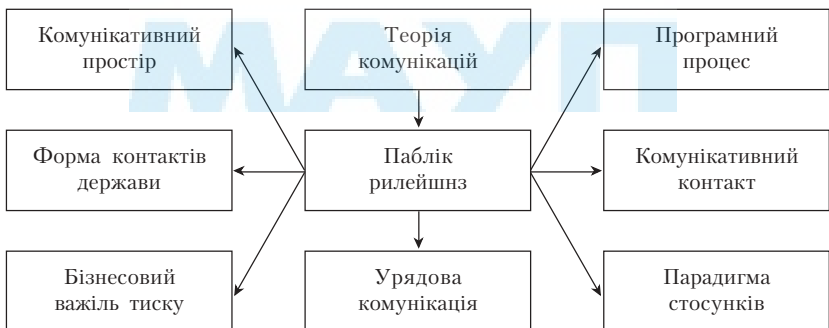 МАУП
Комунікативний
простір
Теорія
комунікацій
Програмний
процес
Форма контактів
держави
Паблік
рилейшнз
Комунікативний
контакт
Бізнесовий
важіль тиску
Урядова
комунікація
Парадигма
стосунків